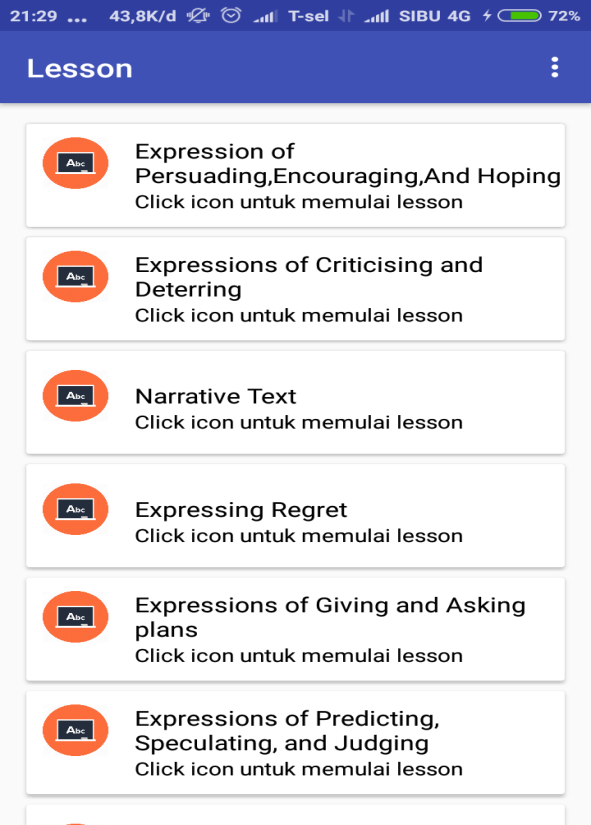 21:29 ... 43,8K/d T-sel SIBU 4G 72%
Lesson
Abc
Expression of
Persuading,Encouraging,And Hoping
Click icon untuk memulai lesson
Abc
Expressions of Criticising and
Deterring
Click icon untuk memulai lesson
Abc
Narrative Text
Click icon untuk memulai lesson
Abc
Expressing Regret
Click icon untuk memulai lesson
Abc
Expressions of Giving and Asking
plans
Click icon untuk memulai lesson
Abc
Expressions of Predicting,
Speculating, and Judging
Click icon untuk memulai lesson